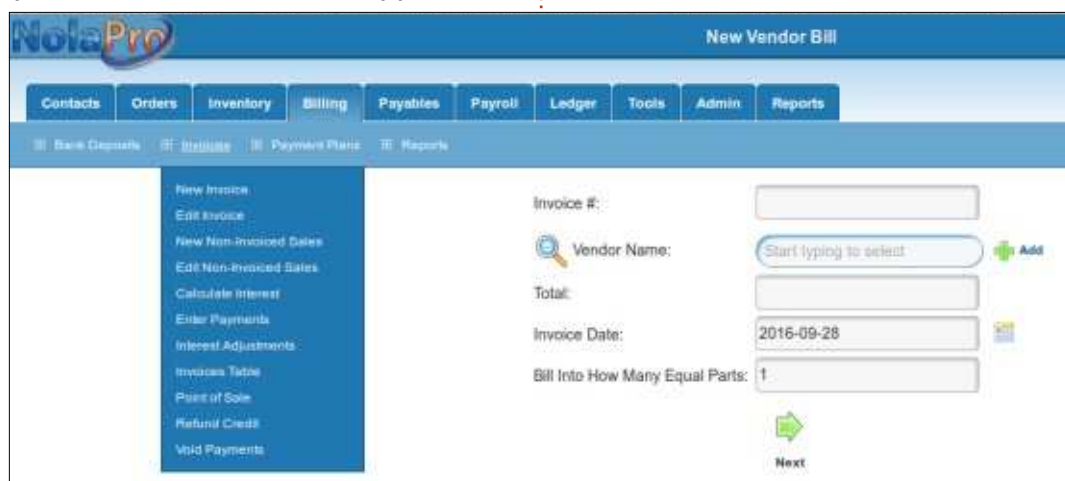 NolaPro
New Vendor Bill
Contacts Orders Inventory Billing Payables Payroll Ledger Tools Admin Reports
Bank Deposits Invoices Payment Plans Reports
New Invoice
Edit Invoice
New Non-Invoiced Sales
Edit Non-Invoiced Sales
Calculate Interest
Enter Payments
Interest Adjustments
Invoices Table
Point of Sale
Refund Credit
Void Payments
Invoice #:
Vendor Name: Start typing to select Add
Total:
Invoice Date: 2016-09-28
Bill Into How Many Equal Parts: 1
Next